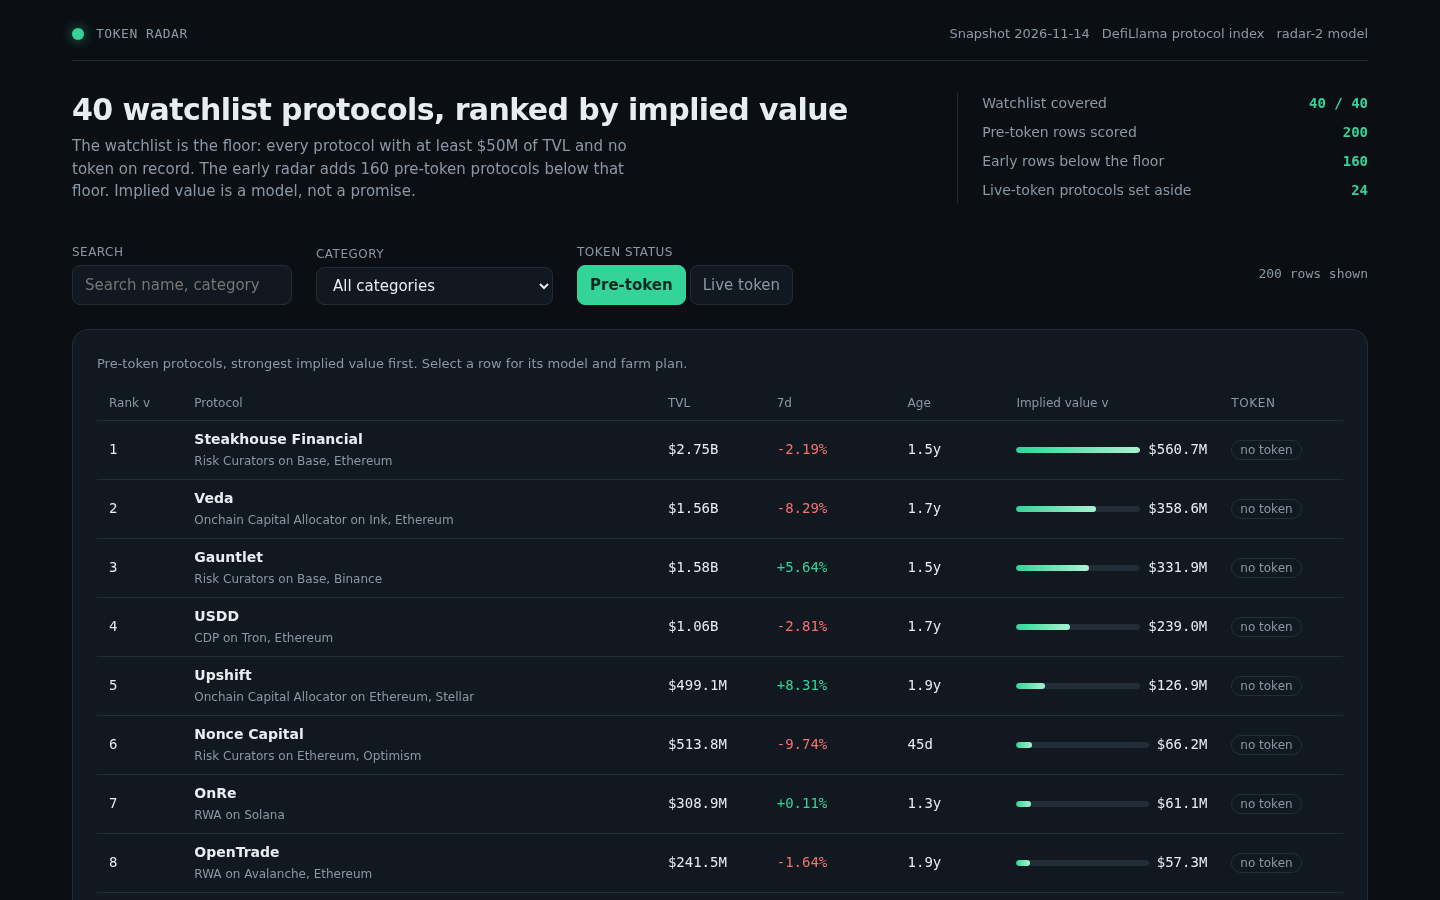 TOKEN RADAR
Snapshot 2026-11-14 DefiLlama protocol index radar-2 model
40 watchlist protocols, ranked by implied value
The watchlist is the floor: every protocol with at least $50M of TVL and no
token on record. The early radar adds 160 pre-token protocols below that
floor. Implied value is a model, not a promise.
Watchlist covered 40 / 40
Pre-token rows scored 200
Early rows below the floor 160
Live-token protocols set aside 24
SEARCH
Search name, category
CATEGORY
All categories
TOKEN STATUS
Pre-token Live token
200 rows shown
Pre-token protocols, strongest implied value first. Select a row for its model and farm plan.
Rank v Protocol TVL 7d Age Implied value v TOKEN
1 Steakhouse Financial $2.75B -2.19% 1.5y $560.7M no token
Risk Curators on Base, Ethereum
2 Veda $1.56B -8.29% 1.7y $358.6M no token
Onchain Capital Allocator on Ink, Ethereum
3 Gauntlet $1.58B +5.64% 1.5y $331.9M no token
Risk Curators on Base, Binance
4 USDD $1.06B -2.81% 1.7y $239.0M no token
CDP on Tron, Ethereum
5 Upshift $499.1M +8.31% 1.9y $126.9M no token
Onchain Capital Allocator on Ethereum, Stellar
6 Nonce Capital $513.8M -9.74% 45d $66.2M no token
Risk Curators on Ethereum, Optimism
7 OnRe $308.9M +0.11% 1.3y $61.1M no token
RWA on Solana
8 OpenTrade $241.5M -1.64% 1.9y $57.3M no token
RWA on Avalanche, Ethereum